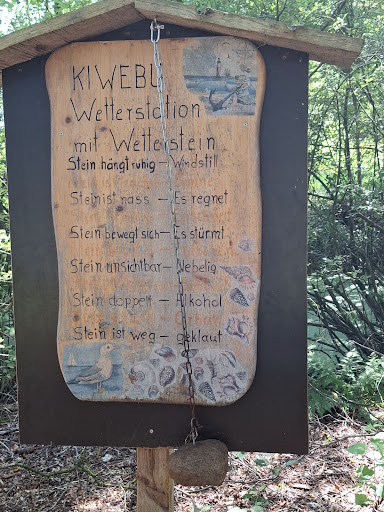 KIWEBU
Wetterstation
mit Wetterstein
Stein hängt ruhig – Windstill
Stein ist nass – Es regnet
Stein bewegt sich – Es stürmt
Stein unsichtbar – Nebelig
Stein doppelt – Alkohol
Stein ist weg – geklaut